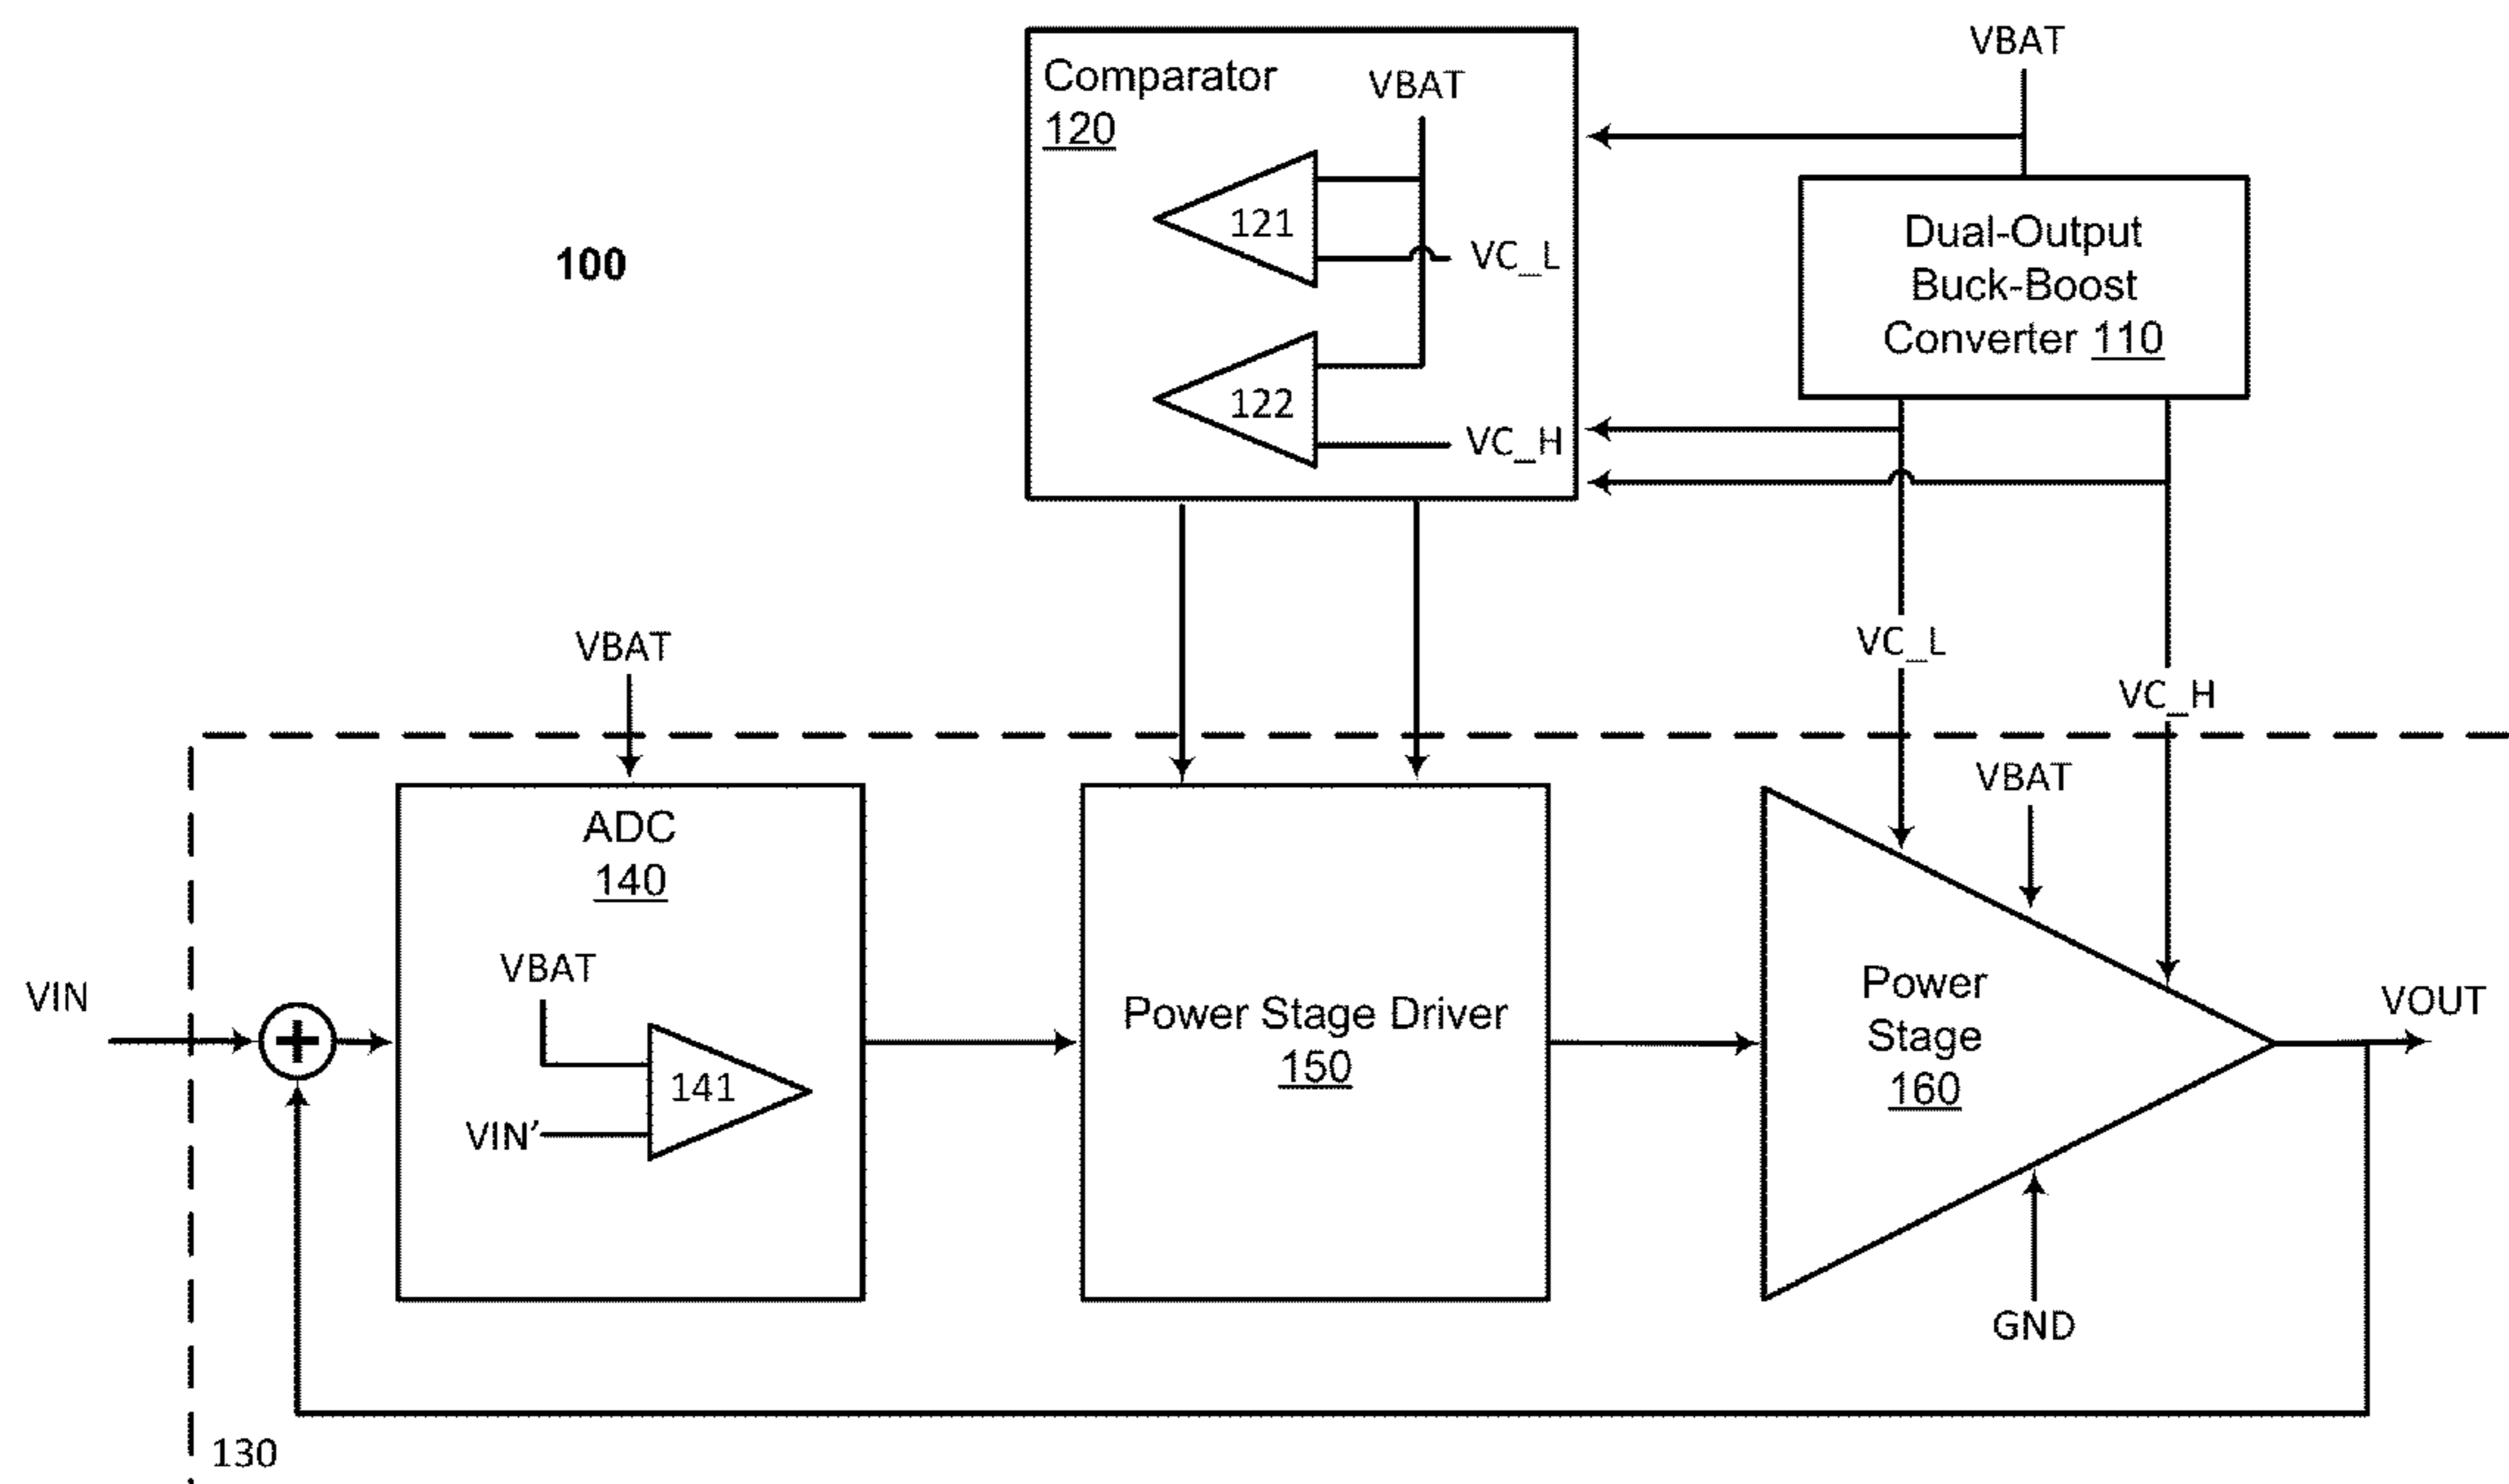 VBAT
Comparator
120
VBAT
121
VC_L
122
VC_H
Dual-Output
Buck-Boost
Converter 110
100
VBAT
VC_L
VC_H
VBAT
ADC
140
VBAT
141
VIN'
VIN
Power Stage Driver
150
Power
Stage
160
VOUT
GND
130